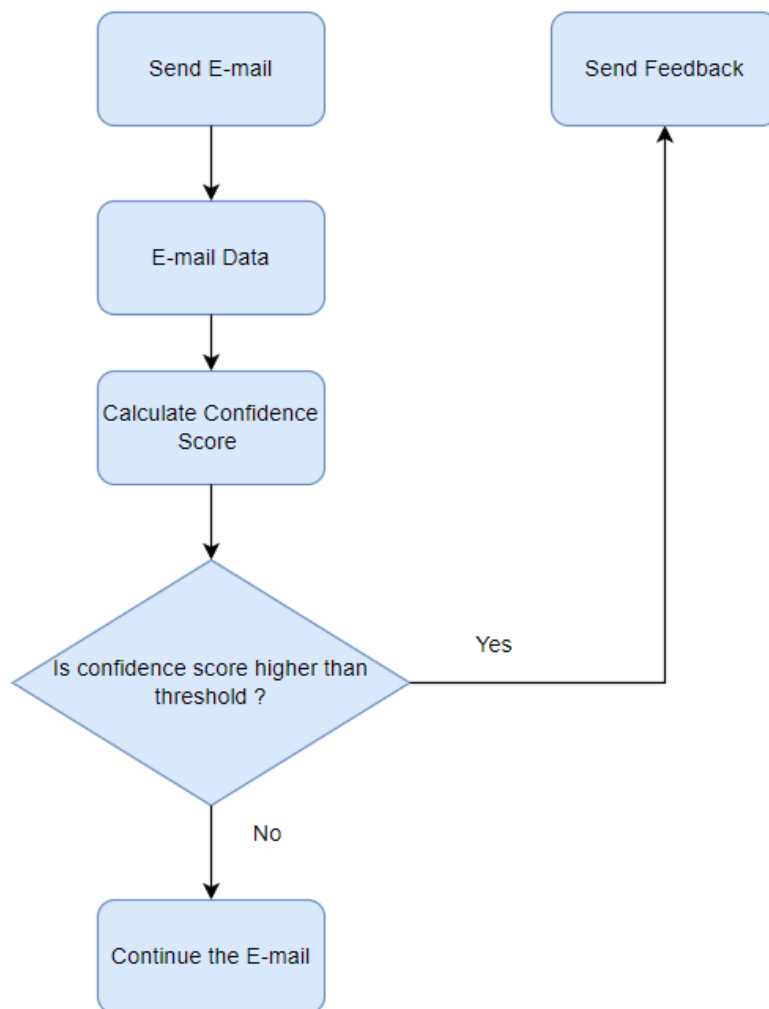 Send E-mail
Send Feedback
E-mail Data
Calculate Confidence
Score
Is confidence score higher than
threshold ?
Yes
No
Continue the E-mail